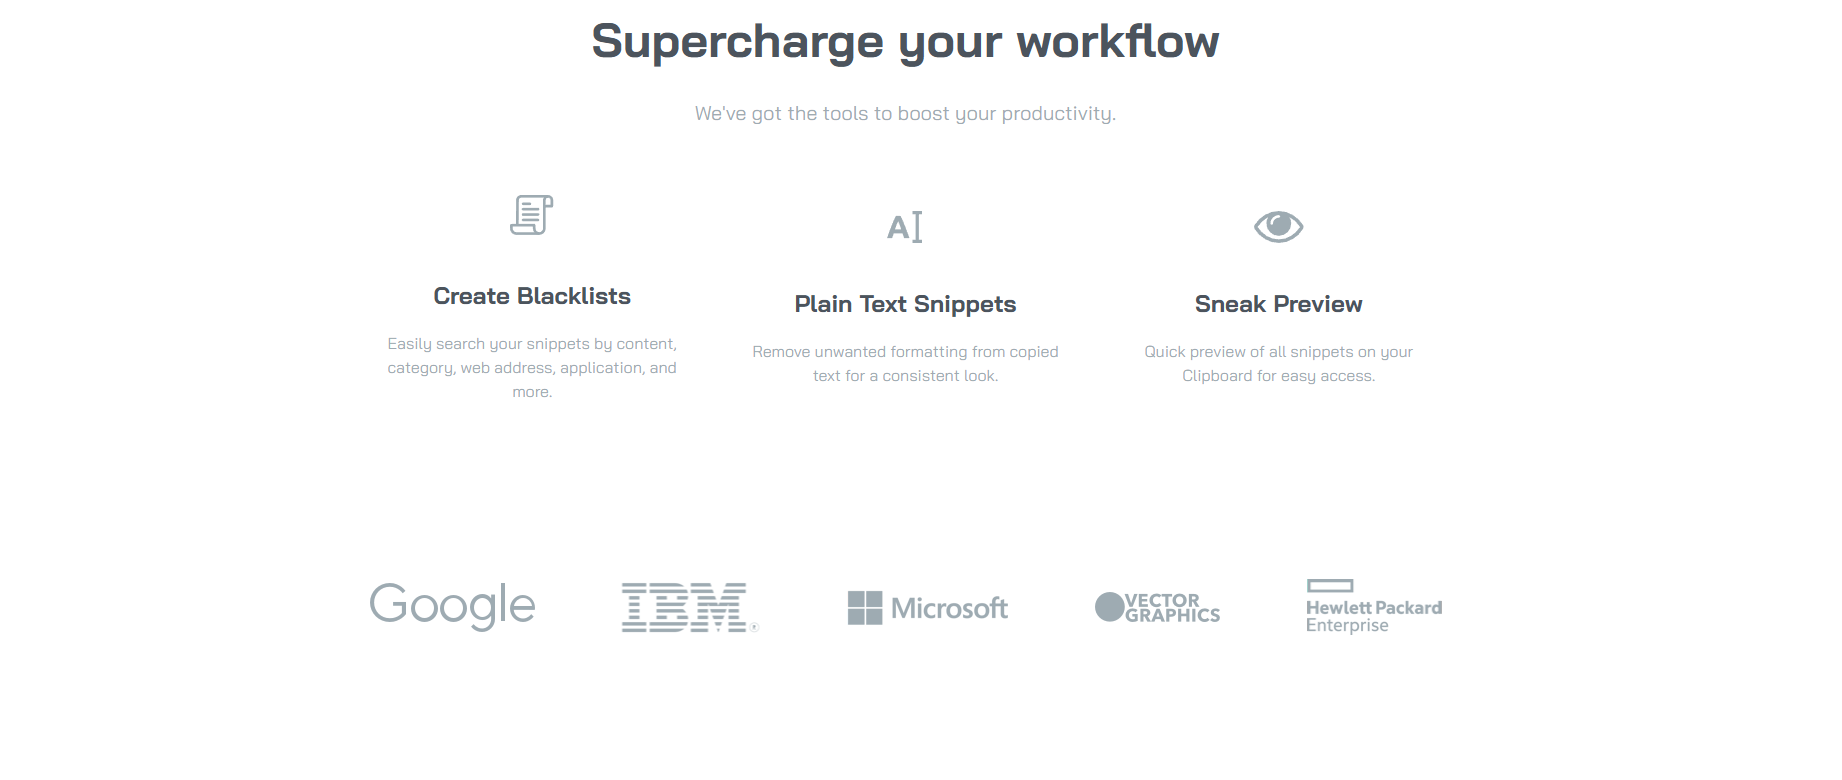 Supercharge your workflow
We've got the tools to boost your productivity.
A
Create Blacklists
Easily search your snippets by content,
category, web address, application, and
more.
Plain Text Snippets
Remove unwanted formatting from copied
text for a consistent look.
Sneak Preview
Quick preview of all snippets on your
Clipboard for easy access.
Google
IBM®
Microsoft
VECTOR
GRAPHICS
Hewlett Packard
Enterprise